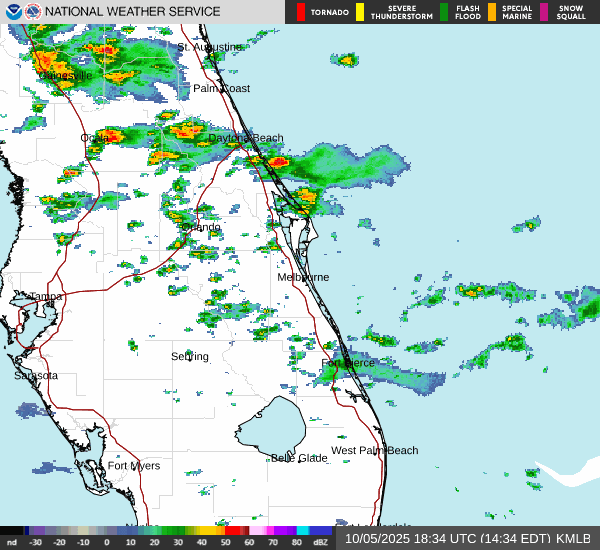 NATIONAL WEATHER SERVICE
TORNADO
SEVERE
THUNDERSTORM
FLASH
FLOOD
SPECIAL
MARINE
SNOW
SQUALL
St. Augustine
Gainesville
Palm Coast
Ocala
Daytona Beach
Orlando
Melbourne
Tampa
Sebring
Fort Pierce
Sarasota
West Palm Beach
Belle Glade
Fort Myers
nd -30 -20 -10 0 10 20 30 40 50 60 70 80 dBZ
10/05/2025 18:34 UTC (14:34 EDT) KMLB